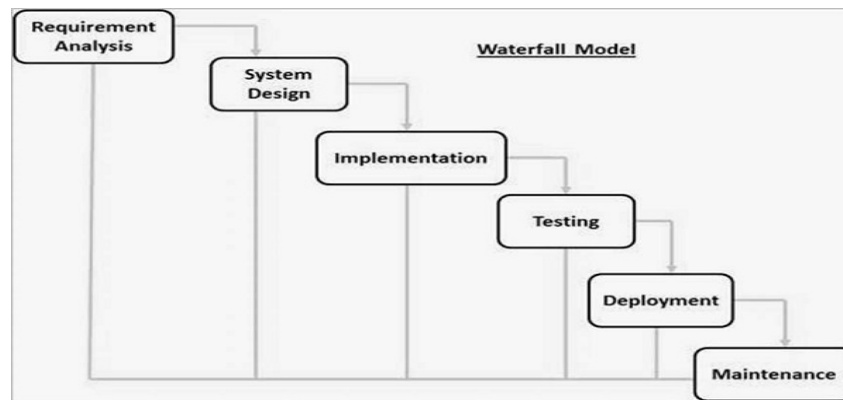 Requirement
Analysis
Waterfall Model
System
Design
Implementation
Testing
Deployment
Maintenance